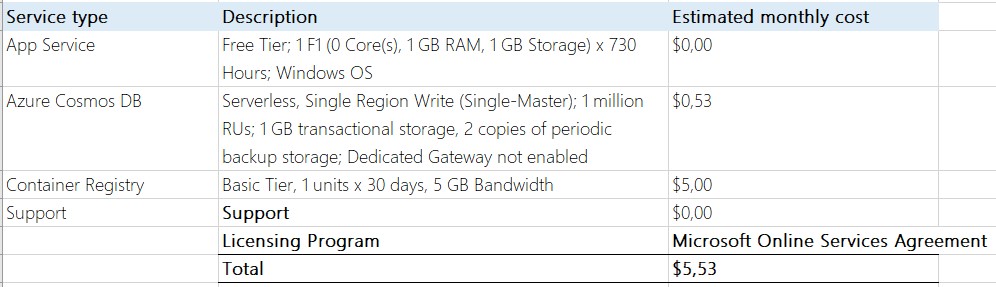 Service type Description Estimated monthly cost
App Service Free Tier; 1 F1 (0 Core(s), 1 GB RAM, 1 GB Storage) x 730 $0,00
Hours; Windows OS
Azure Cosmos DB Serverless, Single Region Write (Single-Master); 1 million $0,53
RUs; 1 GB transactional storage, 2 copies of periodic
backup storage; Dedicated Gateway not enabled
Container Registry Basic Tier, 1 units x 30 days, 5 GB Bandwidth $5,00
Support Support $0,00
Licensing Program Microsoft Online Services Agreement
Total $5,53